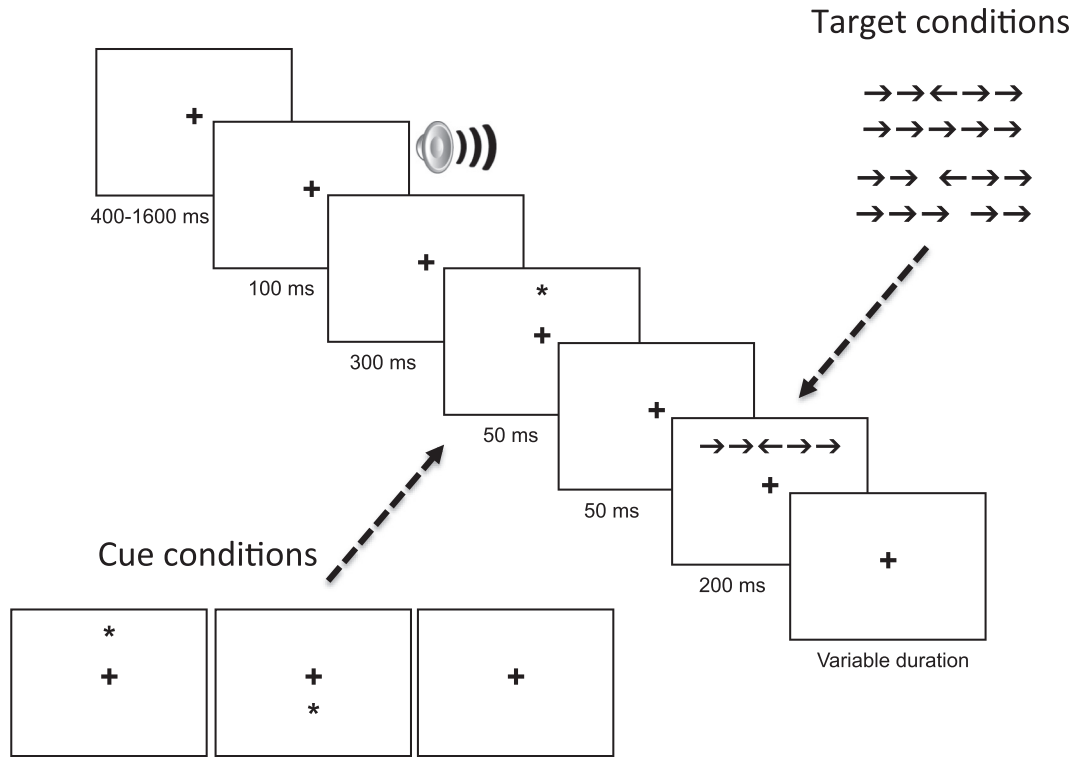 Target conditions
→→←→→
→→→→→
→→ ←→→
→→→ →→
+
400-1600 ms
+
100 ms
+
300 ms
*
+
50 ms
+
50 ms
→→←→→
+
200 ms
+
Variable duration
Cue conditions
*
+
+
*
+